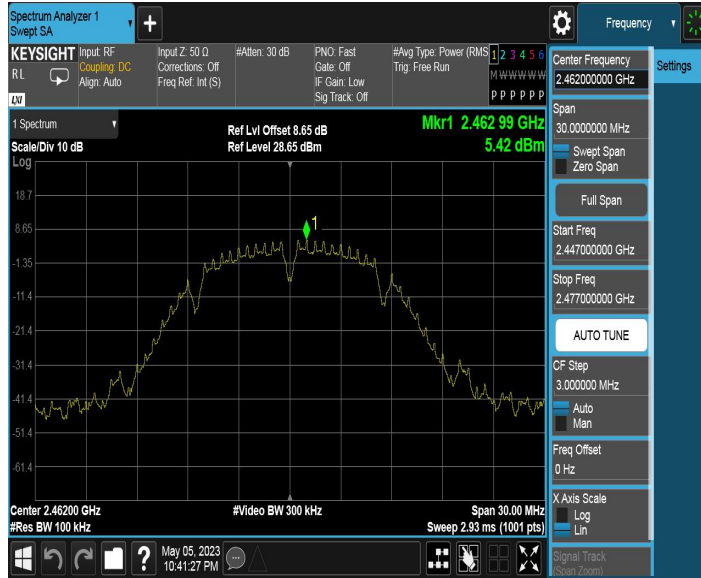 Spectrum Analyzer 1
Swept SA
Frequency
KEYSIGHT
RL
LXI
Input: RF
Coupling: DC
Align: Auto
Input Z: 50 Ω
Corrections: Off
Freq Ref: Int (S)
#Atten: 30 dB
PNO: Fast
Gate: Off
IF Gain: Low
Sig Track: Off
#Avg Type: Power (RMS
Trig: Free Run
1 2 3 4 5 6
M W W W W W
P P P P P P
1 Spectrum
Scale/Div 10 dB
Ref Lvl Offset 8.65 dB
Ref Level 28.65 dBm
Mkr1 2.462 99 GHz
5.42 dBm
Log
18.7
8.65
-1.35
-11.4
-21.4
-31.4
-41.4
-51.4
-61.4
1
Center 2.46200 GHz
#Res BW 100 kHz
#Video BW 300 kHz
Span 30.00 MHz
Sweep 2.93 ms (1001 pts)
Center Frequency
2.462000000 GHz
Settings
Span
30.0000000 MHz
Swept Span
Zero Span
Full Span
Start Freq
2.447000000 GHz
Stop Freq
2.477000000 GHz
AUTO TUNE
CF Step
3.000000 MHz
Auto
Man
Freq Offset
0 Hz
X Axis Scale
Log
Lin
Signal Track
(Span Zoom)
?
May 05, 2023
10:41:27 PM